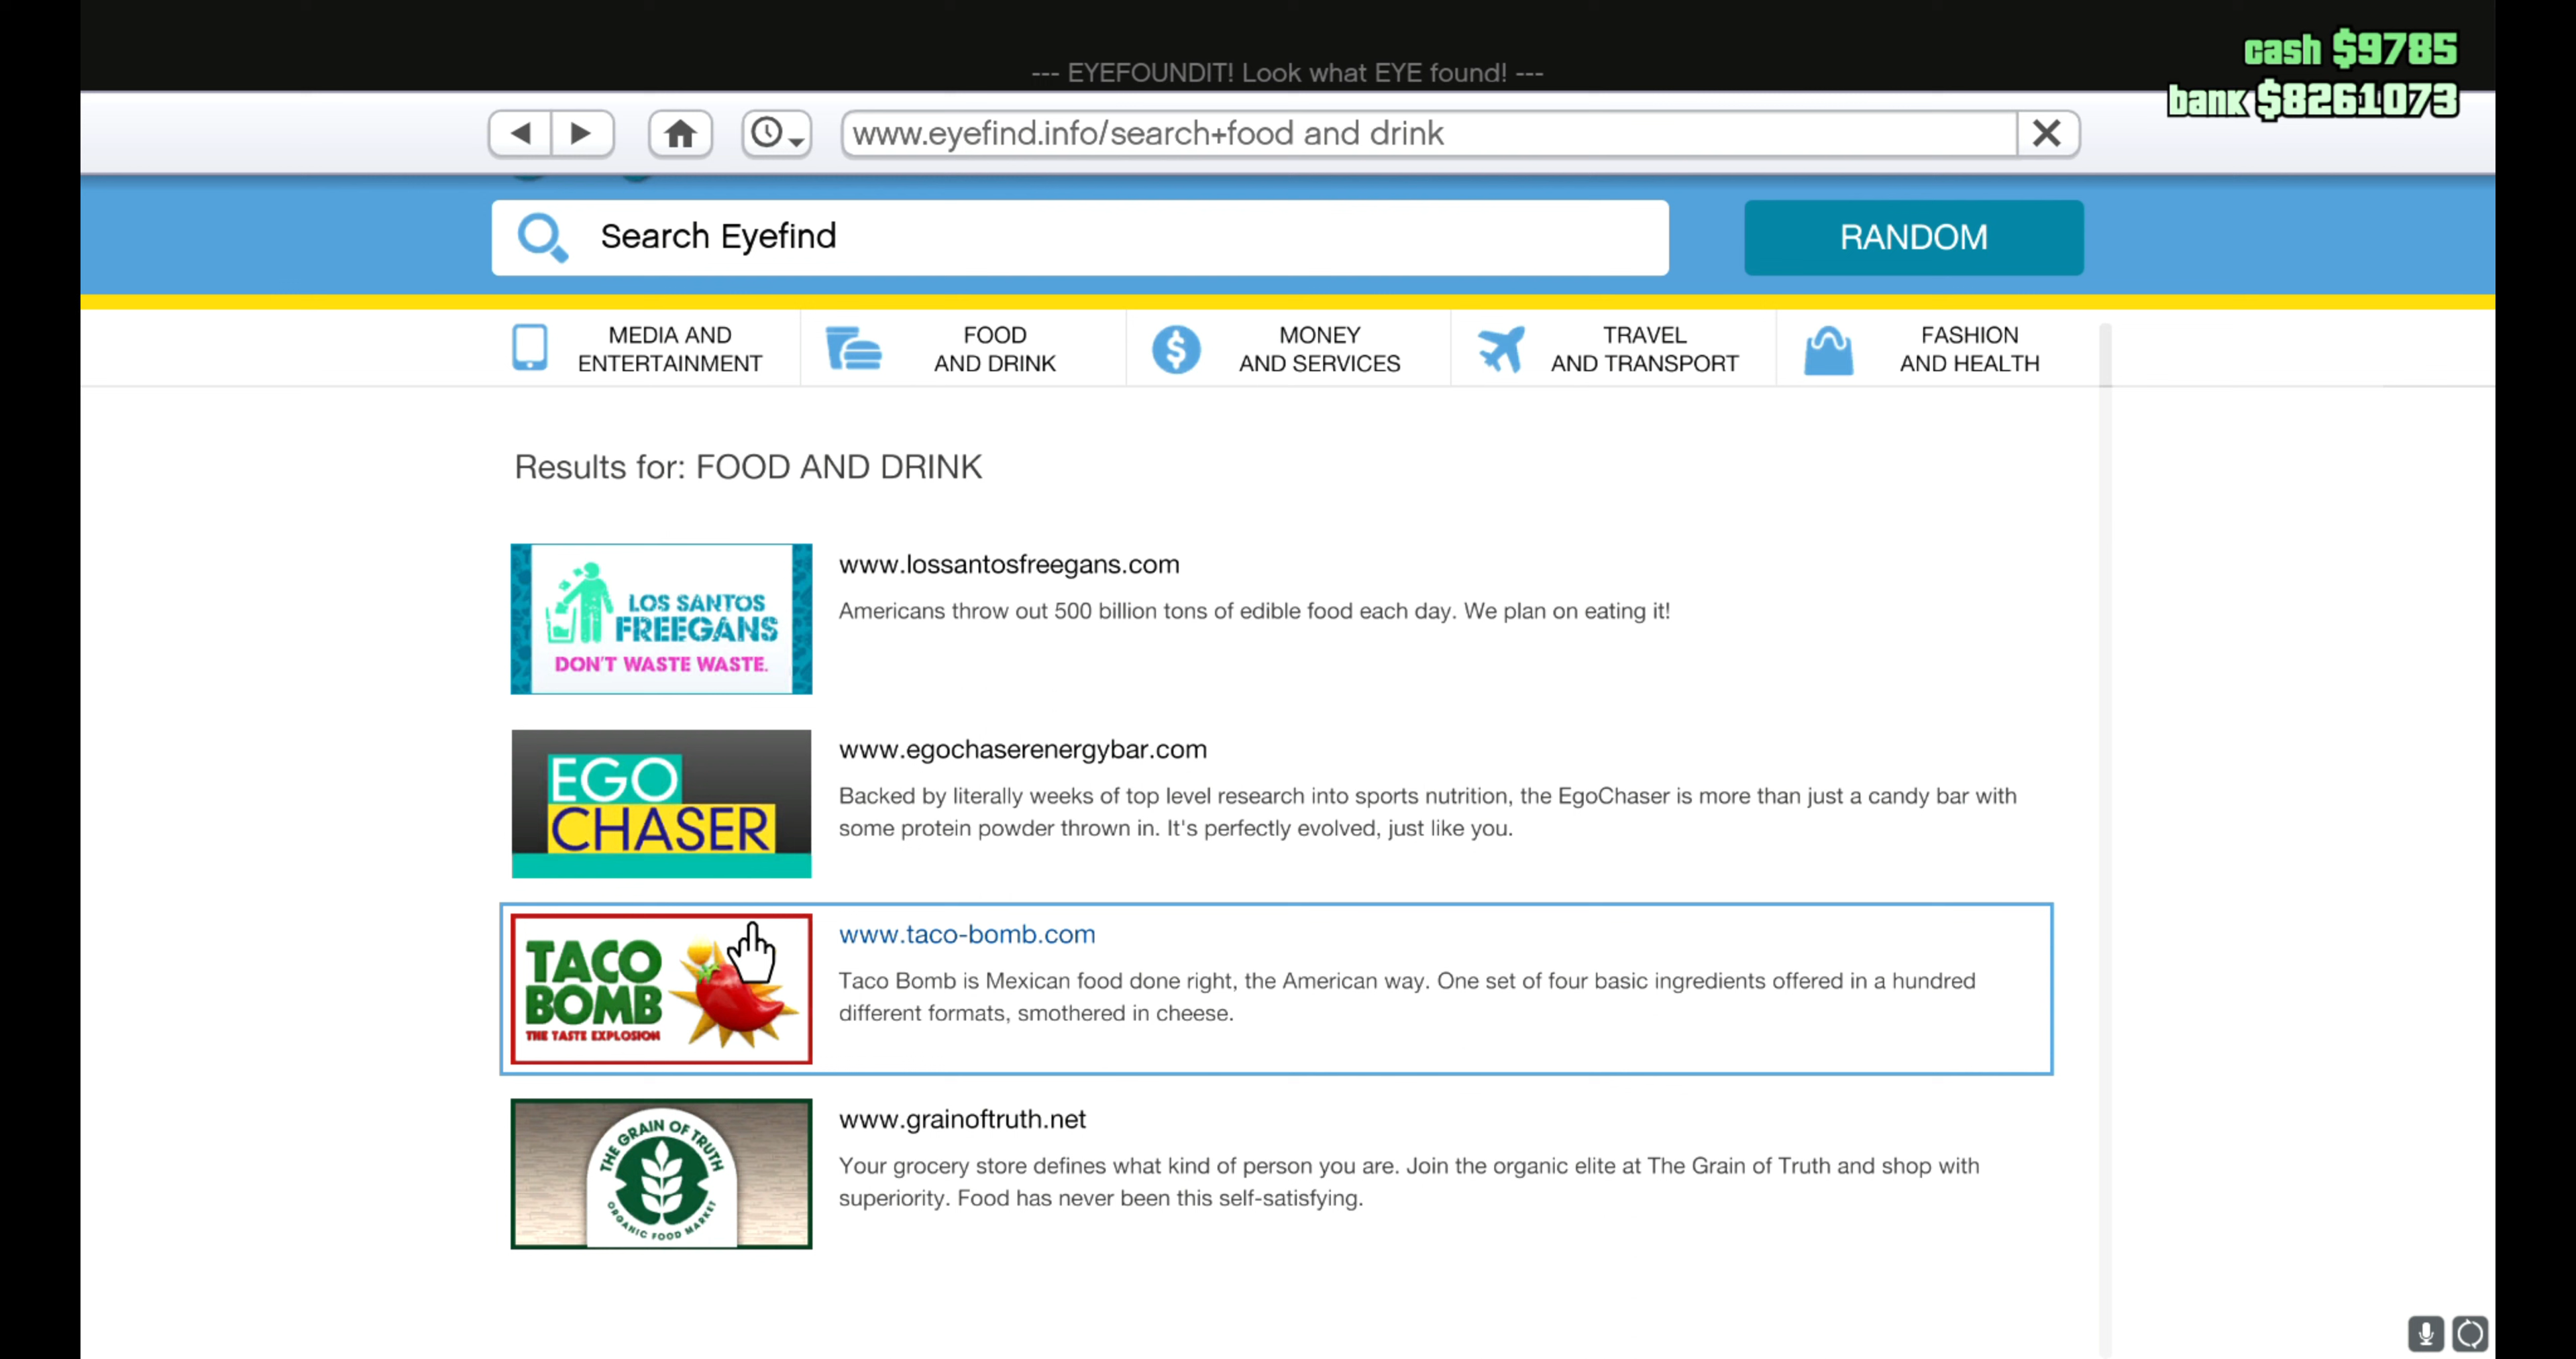 cash $9785
--- EYEFOUNDIT! Look what EYE found! ---
bank $8261073
www.eyefind.info/search+food and drink
Search Eyefind
RANDOM
MEDIA AND
ENTERTAINMENT
FOOD
AND DRINK
MONEY
AND SERVICES
TRAVEL
AND TRANSPORT
FASHION
AND HEALTH
Results for: FOOD AND DRINK
LOS SANTOS
FREEGANS
DON'T WASTE WASTE.
www.lossantosfreegans.com
Americans throw out 500 billion tons of edible food each day. We plan on eating it!
EGO
CHASER
www.egochaserenergybar.com
Backed by literally weeks of top level research into sports nutrition, the EgoChaser is more than just a candy bar with
some protein powder thrown in. It's perfectly evolved, just like you.
TACO
BOMB
THE TASTE EXPLOSION
www.taco-bomb.com
Taco Bomb is Mexican food done right, the American way. One set of four basic ingredients offered in a hundred
different formats, smothered in cheese.
THE GRAIN OF TRUTH
ORGANIC FOOD MARKET
www.grainoftruth.net
Your grocery store defines what kind of person you are. Join the organic elite at The Grain of Truth and shop with
superiority. Food has never been this self-satisfying.